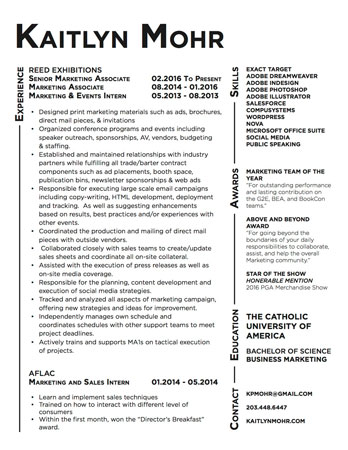 KAITLYN MOHR
EXPERIENCE
REED EXHIBITIONS
SENIOR MARKETING ASSOCIATE 02.2016 TO PRESENT
MARKETING ASSOCIATE 08.2014 - 01.2016
MARKETING & EVENTS INTERN 05.2013 - 08.2013
• Designed print marketing materials such as ads, brochures,
direct mail pieces, & invitations
• Organized conference programs and events including
speaker outreach, sponsorships, AV, vendors, budgeting
& staffing.
• Established and maintained relationships with industry
partners while fulfilling all trade/barter contract
components such as ad placements, booth space,
publication bins, newsletter sponsorships & web ads
• Responsible for executing large scale email campaigns
including copy-writing, HTML development, deployment
and tracking. As well as suggesting enhancements
based on results, best practices and/or experiences with
other events.
• Coordinated the production and mailing of direct mail
pieces with outside vendors.
• Collaborated closely with sales teams to create/update
sales sheets and coordinate all on-site collateral.
• Assisted with the execution of press releases as well as
on-site media coverage.
• Responsible for the planning, content development and
execution of social media strategies.
• Tracked and analyzed all aspects of marketing campaign,
offering new strategies and ideas for improvement.
• Independently manages own schedule and
coordinates schedules with other support teams to meet
project deadlines.
• Actively trains and supports MA's on tactical execution
of projects.
AFLAC
MARKETING AND SALES INTERN 01.2014 - 05.2014
• Learn and implement sales techniques
• Trained on how to interact with different level of
consumers
• Within the first month, won the "Director's Breakfast"
award.
SKILLS
EXACT TARGET
ADOBE DREAMWEAVER
ADOBE INDESIGN
ADOBE PHOTOSHOP
ADOBE ILLUSTRATOR
SALESFORCE
COMPUSYSTEMS
WORDPRESS
NOVA
MICROSOFT OFFICE SUITE
SOCIAL MEDIA
PUBLIC SPEAKING
AWARDS
MARKETING TEAM OF THE
YEAR
"For outstanding performance
and lasting contribution on
the G2E, BEA, and BookCon
teams."
ABOVE AND BEYOND
AWARD
"For going beyond the
boundaries of your daily
responsibilities to collaborate,
assist, and help the overall
Marketing community."
STAR OF THE SHOW
HONORABLE MENTION
2016 PGA Merchandise Show
EDUCATION
THE CATHOLIC
UNIVERSITY OF
AMERICA
BACHELOR OF SCIENCE
BUSINESS MARKETING
CONTACT
KPMOHR@GMAIL.COM
203.448.6447
KAITLYNMOHR.COM